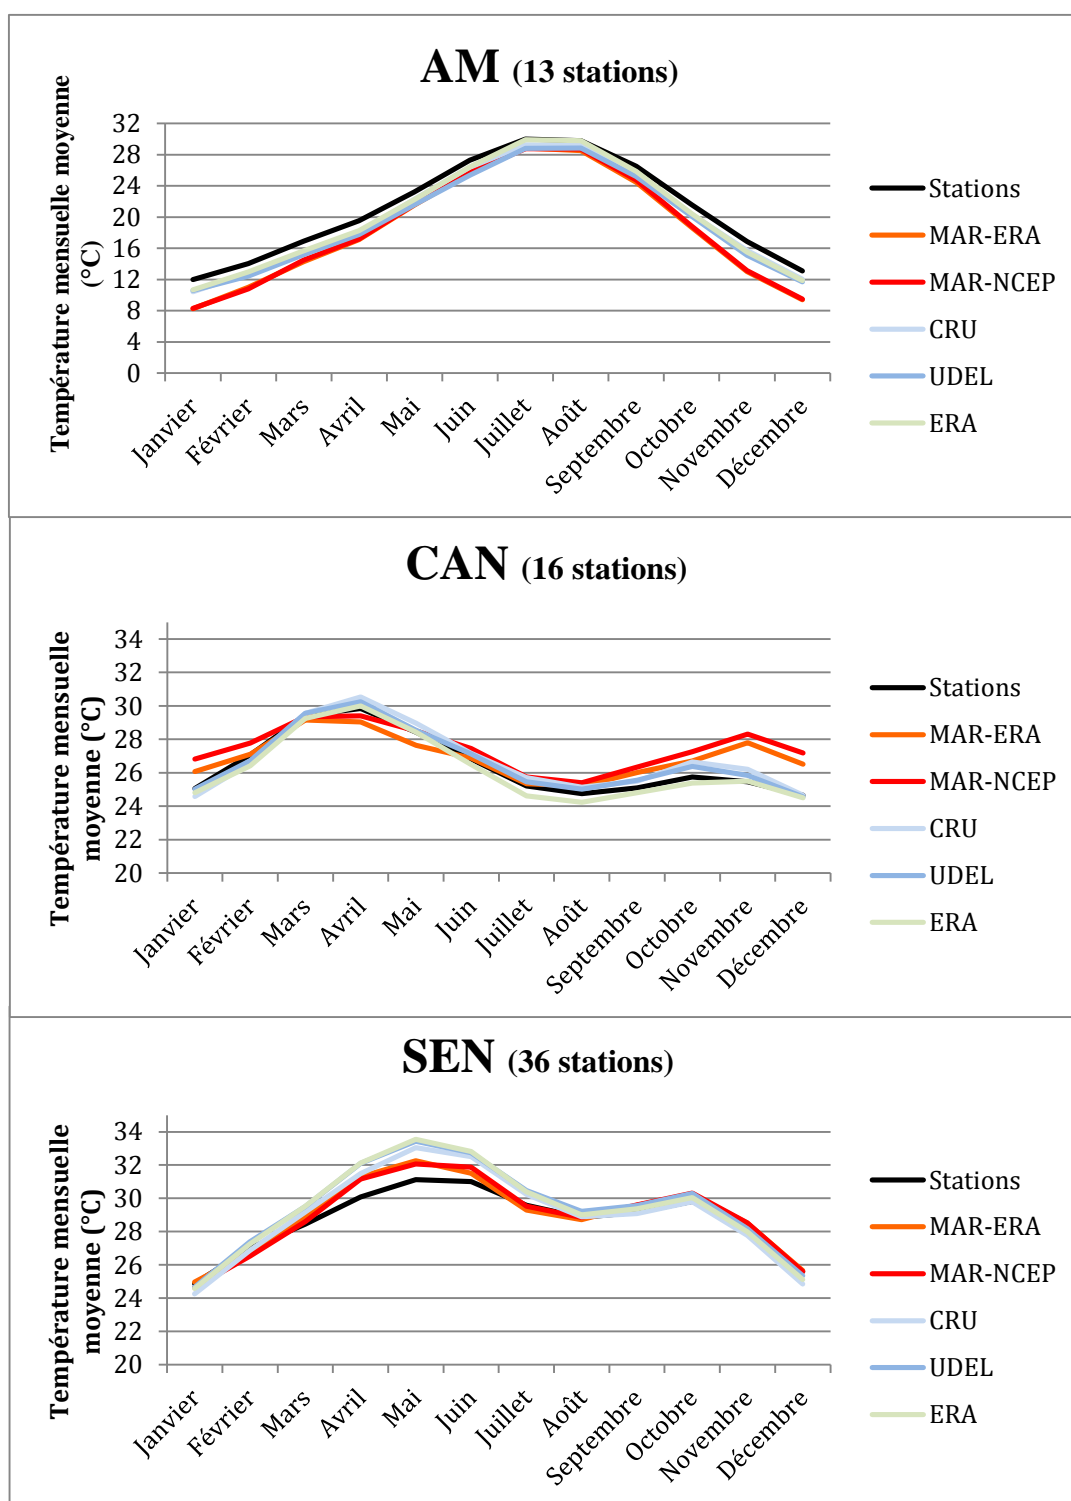 AM (13 stations)
Température mensuelle moyenne
(°C)
32
28
24
20
16
12
8
4
0
Janvier
Février
Mars
Avril
Mai
Juin
Juillet
Août
Septembre
Octobre
Novembre
Décembre
Stations
MAR-ERA
MAR-NCEP
CRU
UDEL
ERA
CAN (16 stations)
Température mensuelle
moyenne (°C)
34
32
30
28
26
24
22
20
Janvier
Février
Mars
Avril
Mai
Juin
Juillet
Août
Septembre
Octobre
Novembre
Décembre
Stations
MAR-ERA
MAR-NCEP
CRU
UDEL
ERA
SEN (36 stations)
Température mensuelle
moyenne (°C)
34
32
30
28
26
24
22
20
Janvier
Février
Mars
Avril
Mai
Juin
Juillet
Août
Septembre
Octobre
Novembre
Décembre
Stations
MAR-ERA
MAR-NCEP
CRU
UDEL
ERA